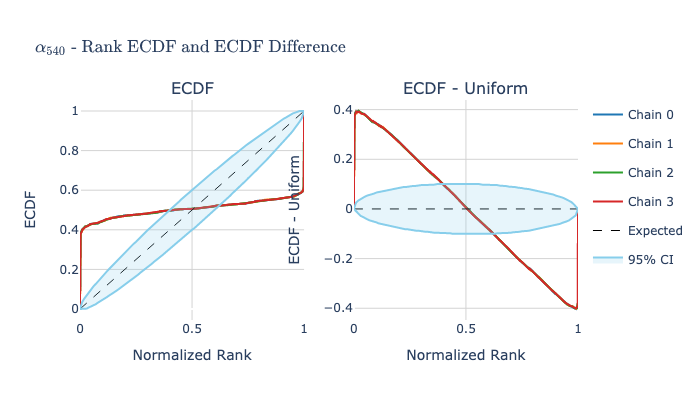 α540 - Rank ECDF and ECDF Difference
ECDF
ECDF - Uniform
1
0.8
0.6
0.4
0.2
0
0
0.5
1
ECDF
Normalized Rank
0.4
0.2
0
−0.2
−0.4
0
0.5
1
ECDF - Uniform
Normalized Rank
Chain 0
Chain 1
Chain 2
Chain 3
Expected
95% CI